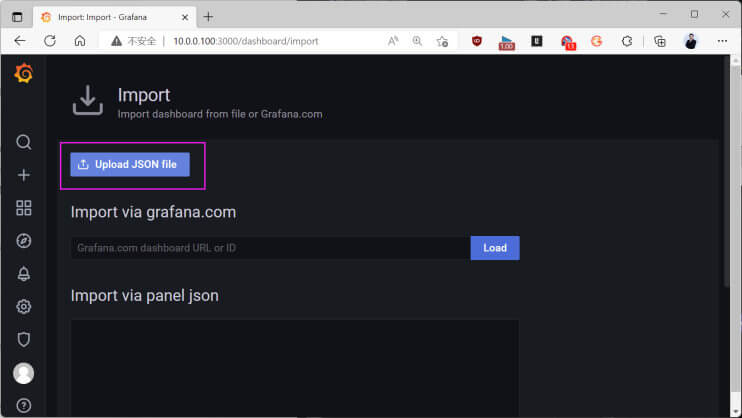 Import: Import - Grafana
不安全
10.0.0.100:3000/dashboard/import
1.00
13
Import
Import dashboard from file or Grafana.com
Upload JSON file
Import via grafana.com
Grafana.com dashboard URL or ID
Load
Import via panel json